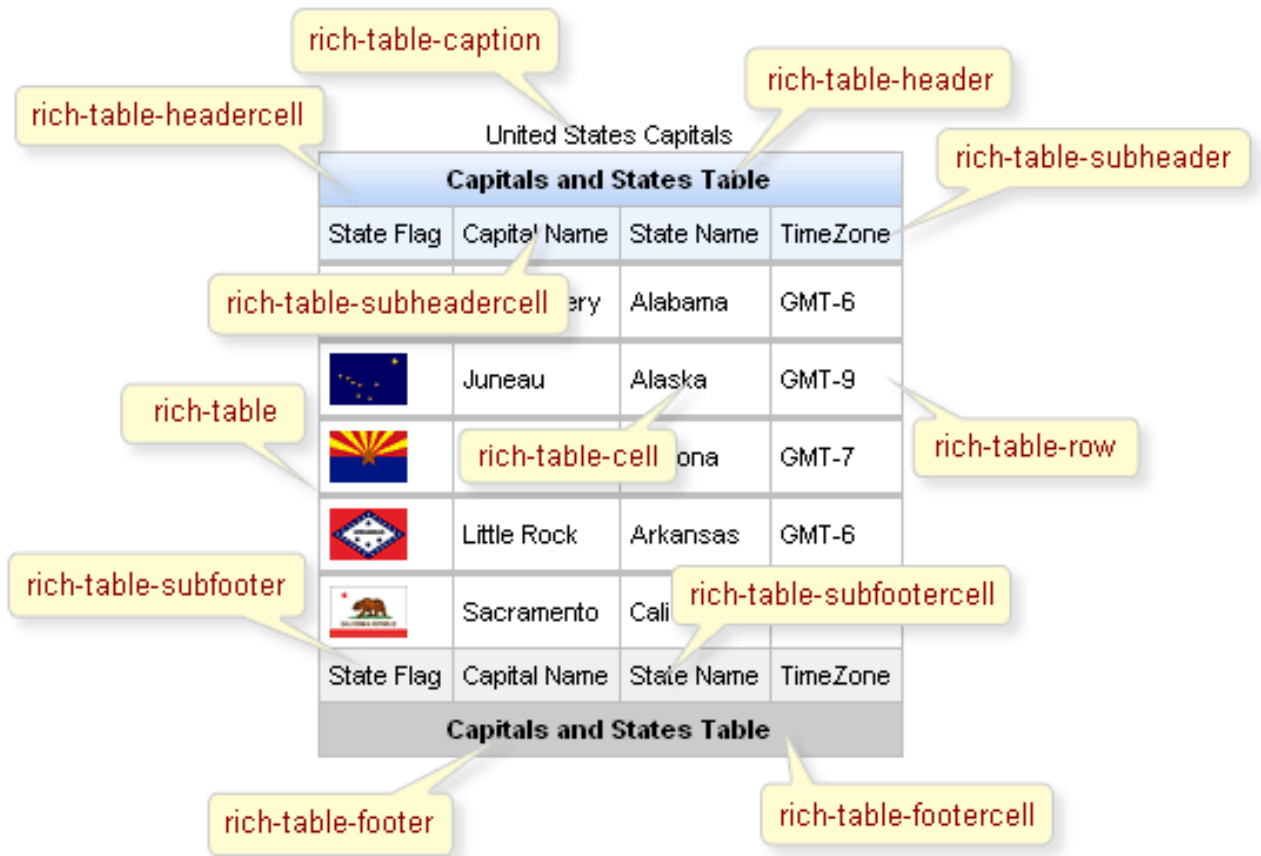 rich-table-caption
rich-table-header
rich-table-headercell
United States Capitals
rich-table-subheader
Capitals and States Table
State Flag Capital Name State Name TimeZone
rich-table-subheadercell
ery Alabama GMT-6
Juneau Alaska GMT-9
rich-table
rich-table-cell ona GMT-7
rich-table-row
Little Rock Arkansas GMT-6
rich-table-subfooter
rich-table-subfootercell
Sacramento Cali
State Flag Capital Name State Name TimeZone
Capitals and States Table
rich-table-footer
rich-table-footercell